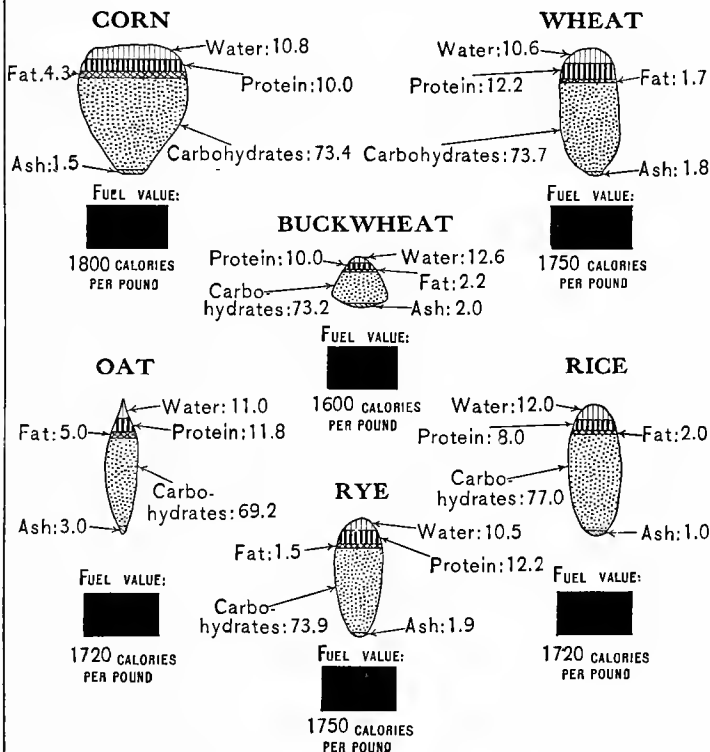 CORN
Water:10.8
Fat:4.3
Protein:10.0
Carbohydrates:73.4
Ash:1.5
FUEL VALUE:
1800 CALORIES
PER POUND
WHEAT
Water:10.6
Protein:12.2
Fat:1.7
Carbohydrates:73.7
Ash:1.8
FUEL VALUE:
1750 CALORIES
PER POUND
BUCKWHEAT
Protein:10.0
Water:12.6
Fat:2.2
Carbo-
hydrates:73.2
Ash:2.0
FUEL VALUE:
1600 CALORIES
PER POUND
OAT
Water:11.0
Fat:5.0
Protein:11.8
Carbo-
hydrates:69.2
Ash:3.0
FUEL VALUE:
1720 CALORIES
PER POUND
RYE
Water:10.5
Fat:1.5
Protein:12.2
Carbo-
hydrates:73.9
Ash:1.9
FUEL VALUE:
1750 CALORIES
PER POUND
RICE
Water:12.0
Protein:8.0
Fat:2.0
Carbo-
hydrates:77.0
Ash:1.0
FUEL VALUE:
1720 CALORIES
PER POUND